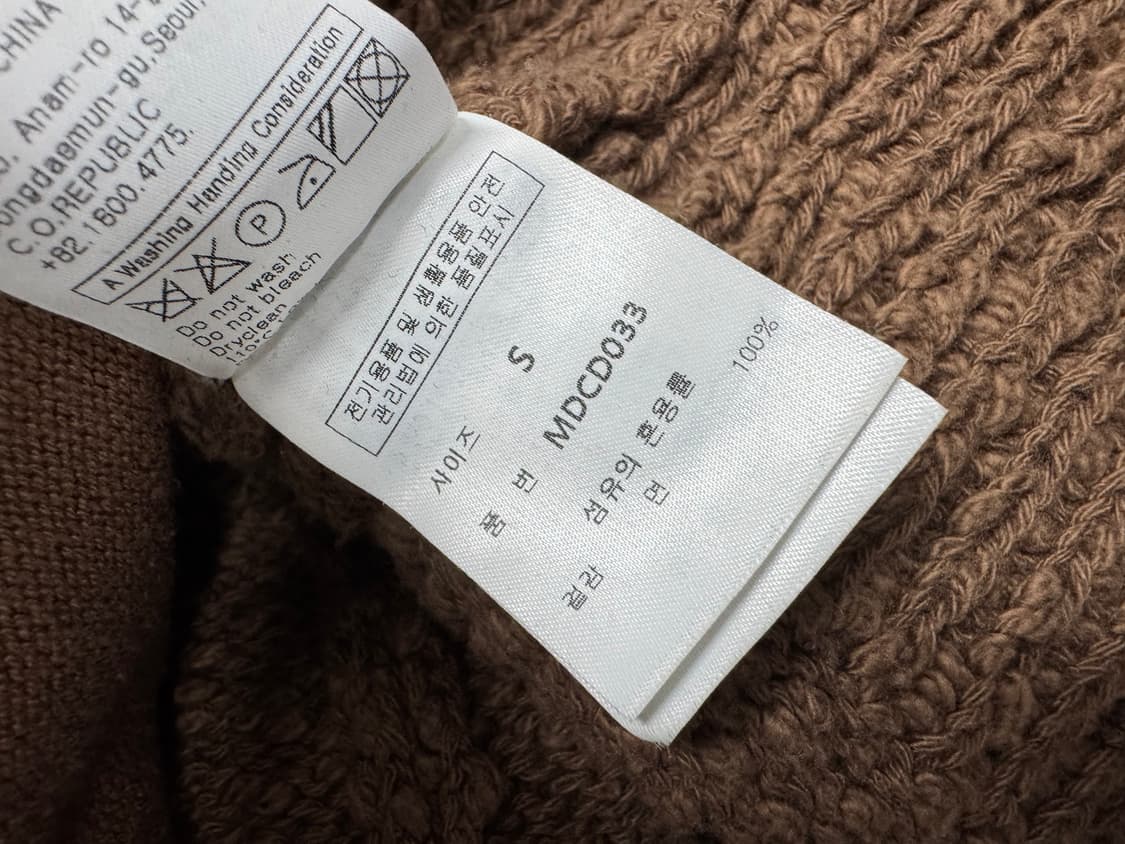 CHINA
Anam-ro 14-
ongdaemun-gu, Seoul,
C.O.REPUBLIC
+82.1600.4775.
A Washing Handing Consideration
P
Do not wash
Do not bleach
Dryclean
110°C
전기용품 및 생활용품 안전
관리법에 의한 품질표시
사이즈 S
품 번 MDCD033
섬유의 혼용률
겉감 면 100%